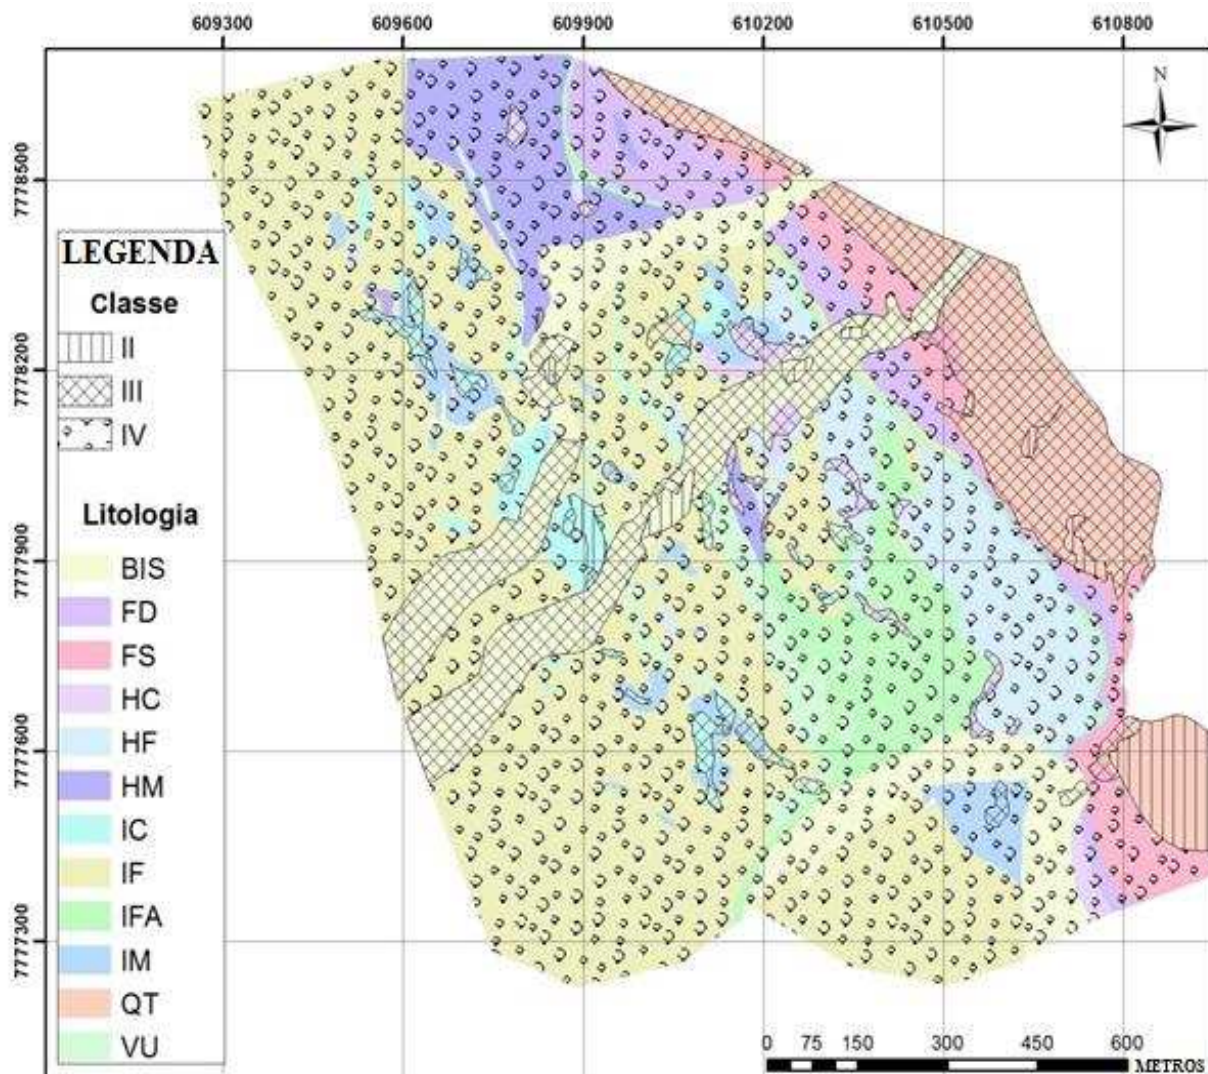 609300 609600 609900 610200 610500 610800
N
7778500
7778200
7777900
7777600
7777300
LEGENDA
Classe
II
III
IV
Litologia
BIS
FD
FS
HC
HF
HM
IC
IF
IFA
IM
QT
VU
0 75 150 300 450 600
METROS